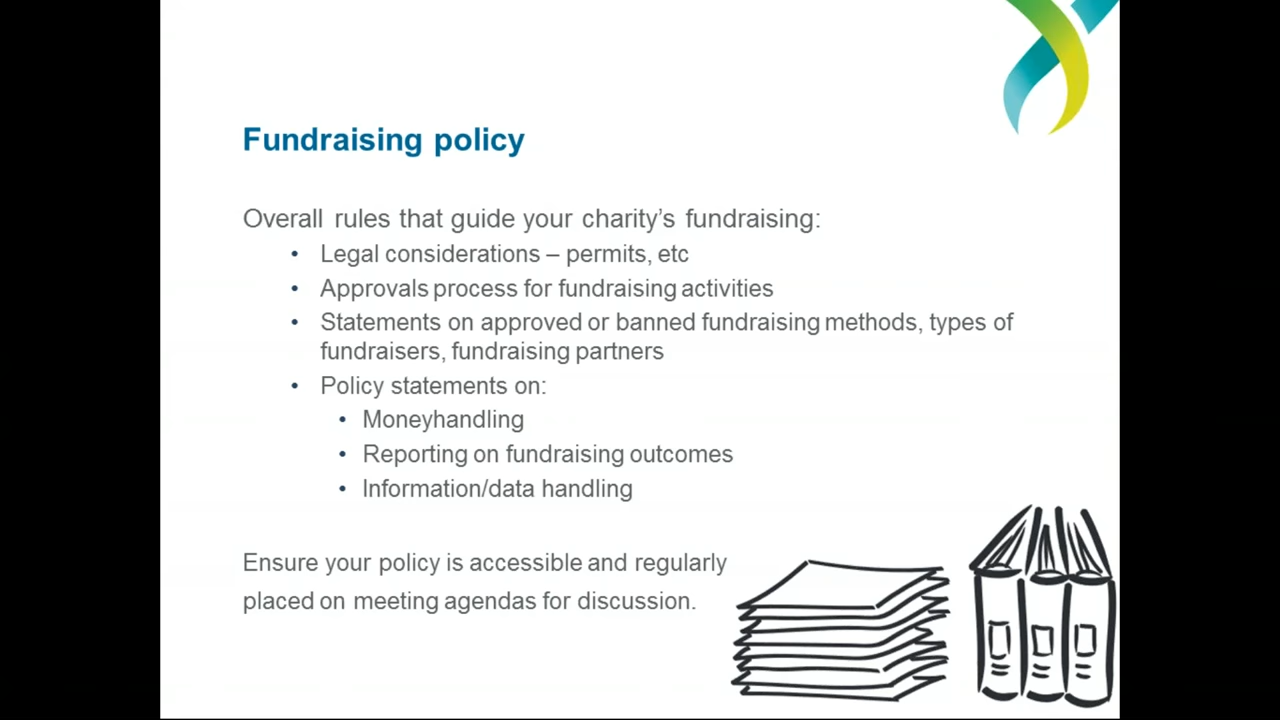 Fundraising policy
Overall rules that guide your charity’s fundraising:
• Legal considerations – permits, etc
• Approvals process for fundraising activities
• Statements on approved or banned fundraising methods, types of
fundraisers, fundraising partners
• Policy statements on:
• Moneyhandling
• Reporting on fundraising outcomes
• Information/data handling
Ensure your policy is accessible and regularly
placed on meeting agendas for discussion.